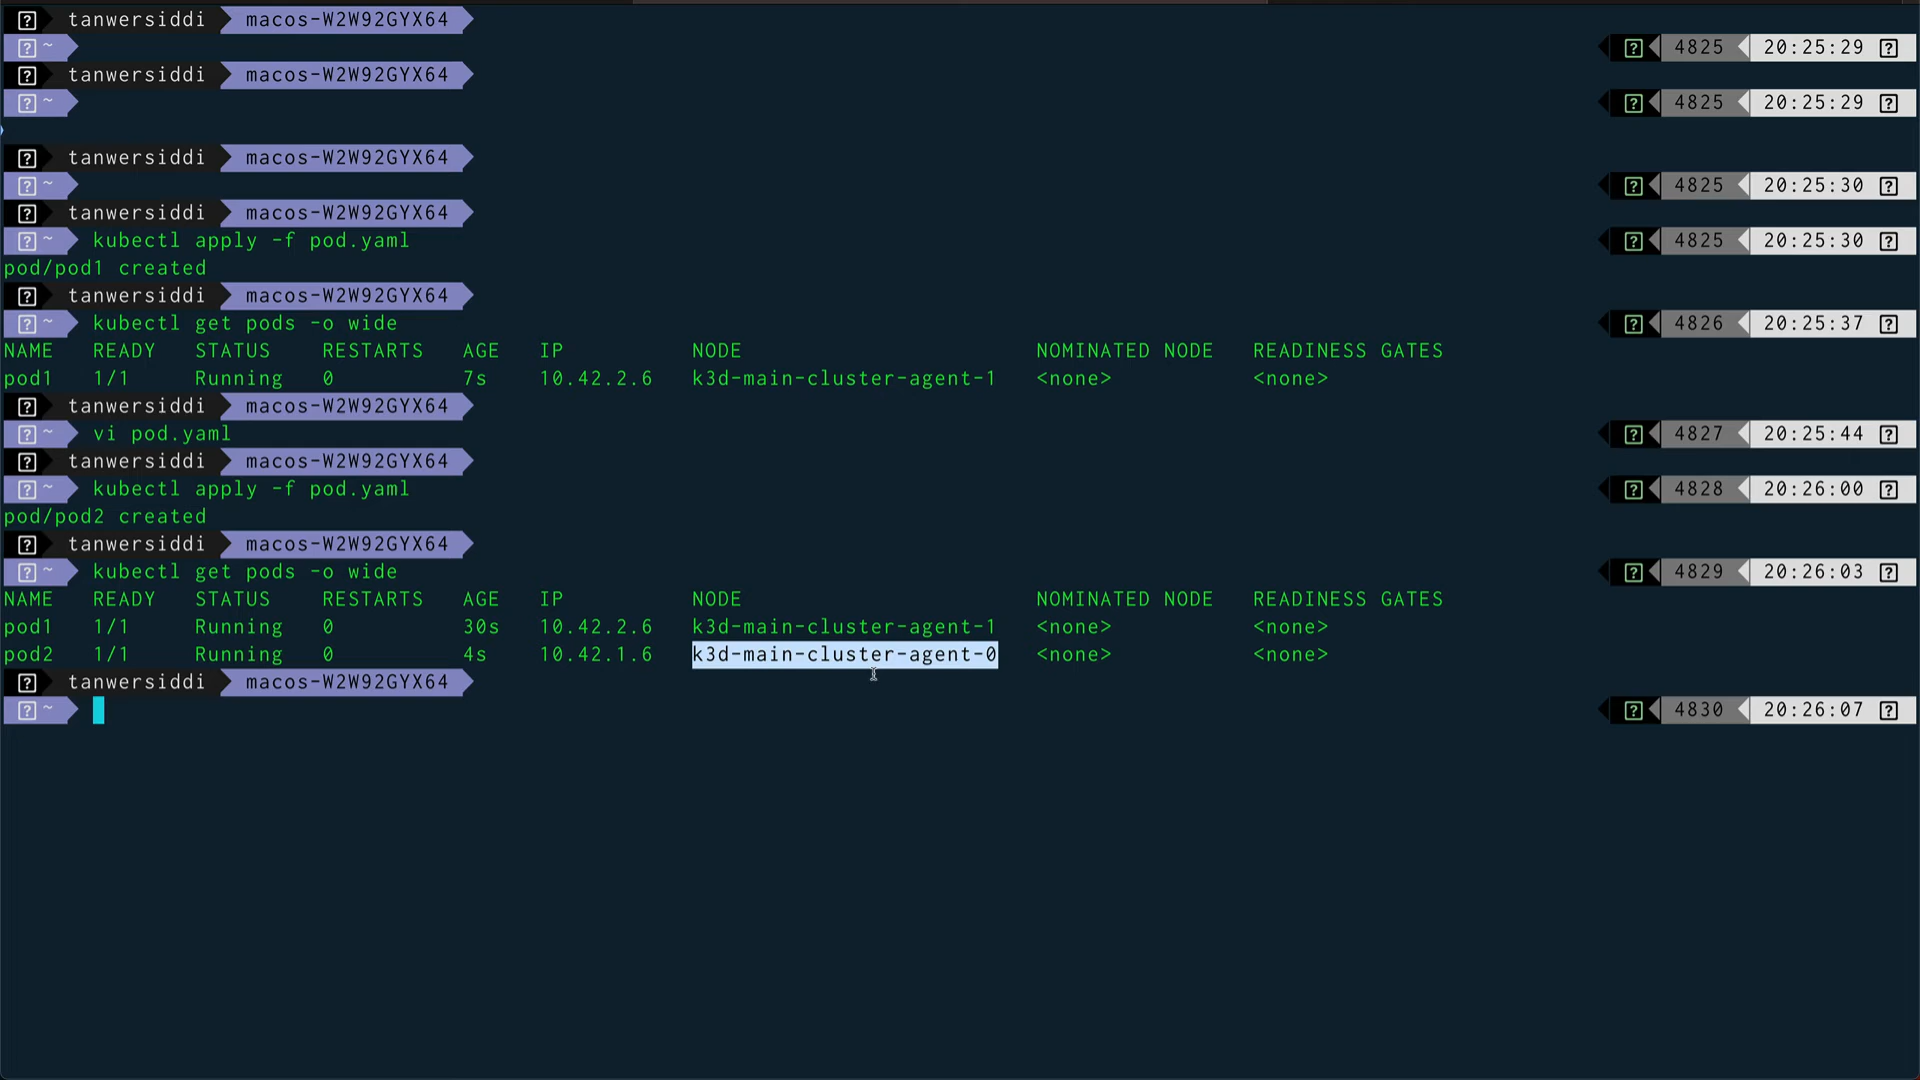 tanwersiddi macos-W2W92GYX64
~ 4825 20:25:29
tanwersiddi macos-W2W92GYX64
~ 4825 20:25:29
tanwersiddi macos-W2W92GYX64
~ 4825 20:25:30
tanwersiddi macos-W2W92GYX64
~ kubectl apply -f pod.yaml 4825 20:25:30
pod/pod1 created
tanwersiddi macos-W2W92GYX64
~ kubectl get pods -o wide 4826 20:25:37
NAME READY STATUS RESTARTS AGE IP NODE NOMINATED NODE READINESS GATES
pod1 1/1 Running 0 7s 10.42.2.6 k3d-main-cluster-agent-1 <none> <none>
tanwersiddi macos-W2W92GYX64
~ vi pod.yaml 4827 20:25:44
tanwersiddi macos-W2W92GYX64
~ kubectl apply -f pod.yaml 4828 20:26:00
pod/pod2 created
tanwersiddi macos-W2W92GYX64
~ kubectl get pods -o wide 4829 20:26:03
NAME READY STATUS RESTARTS AGE IP NODE NOMINATED NODE READINESS GATES
pod1 1/1 Running 0 30s 10.42.2.6 k3d-main-cluster-agent-1 <none> <none>
pod2 1/1 Running 0 4s 10.42.1.6 k3d-main-cluster-agent-0 <none> <none>
tanwersiddi macos-W2W92GYX64
~ 4830 20:26:07